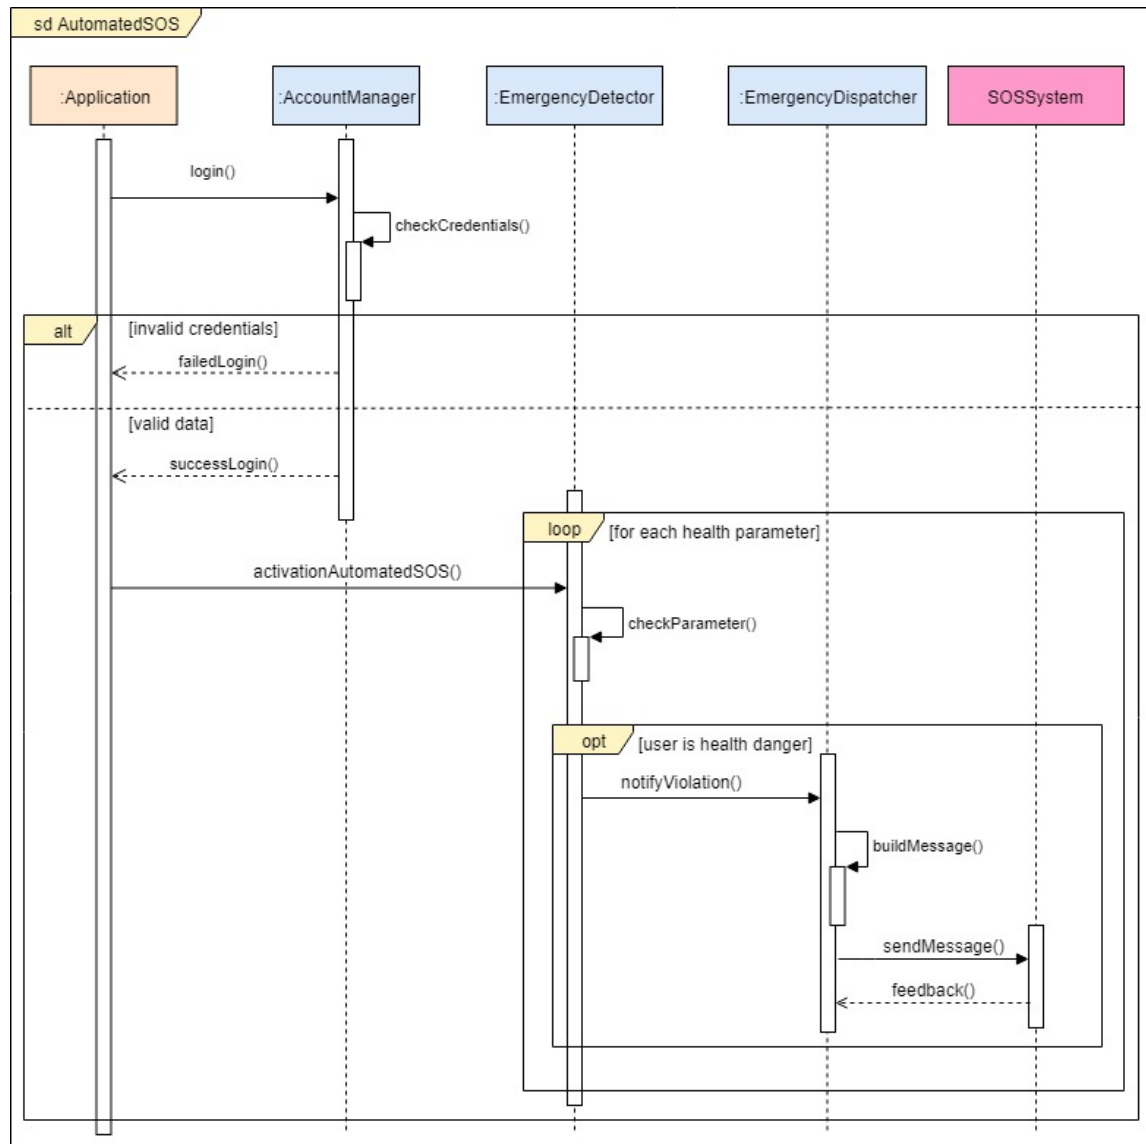 sd AutomatedSOS
:Application
:AccountManager
:EmergencyDetector
:EmergencyDispatcher
SOSSystem
login()
checkCredentials()
alt
[invalid credentials]
failedLogin()
[valid data]
successLogin()
loop
[for each health parameter]
activationAutomatedSOS()
checkParameter()
opt
[user is health danger]
notifyViolation()
buildMessage()
sendMessage()
feedback()